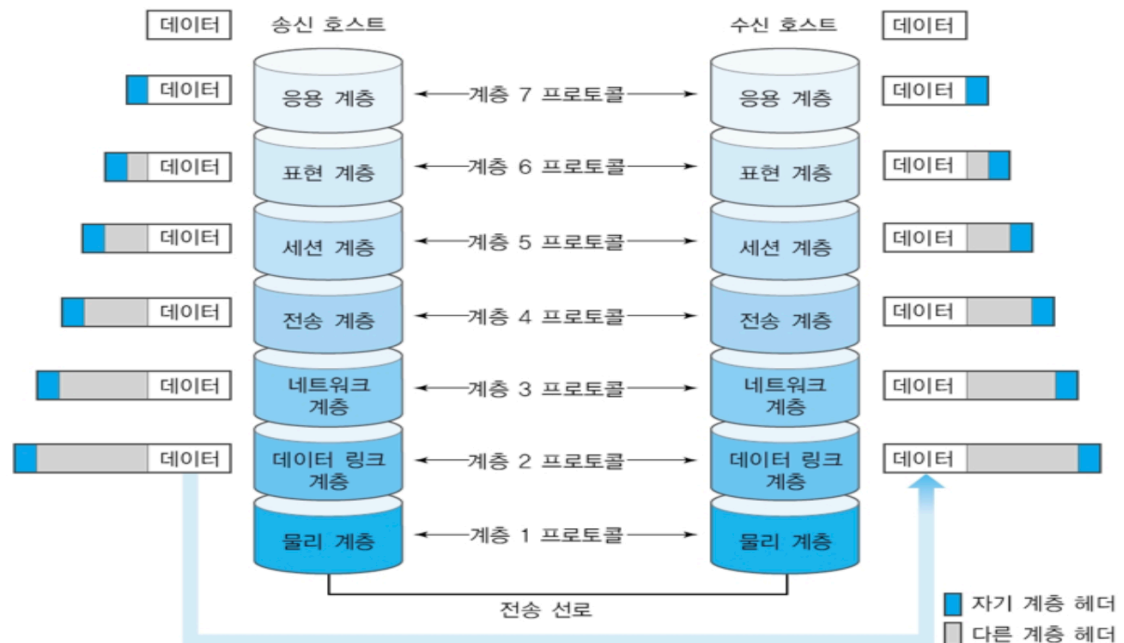 데이터 송신 호스트 수신 호스트 데이터
데이터 응용 계층 계층 7 프로토콜 응용 계층 데이터
데이터 표현 계층 계층 6 프로토콜 표현 계층 데이터
데이터 세션 계층 계층 5 프로토콜 세션 계층 데이터
데이터 전송 계층 계층 4 프로토콜 전송 계층 데이터
데이터 네트워크 계층 계층 3 프로토콜 네트워크 계층 데이터
데이터 데이터 링크 계층 계층 2 프로토콜 데이터 링크 계층 데이터
물리 계층 계층 1 프로토콜 물리 계층
전송 선로
자기 계층 헤더
다른 계층 헤더